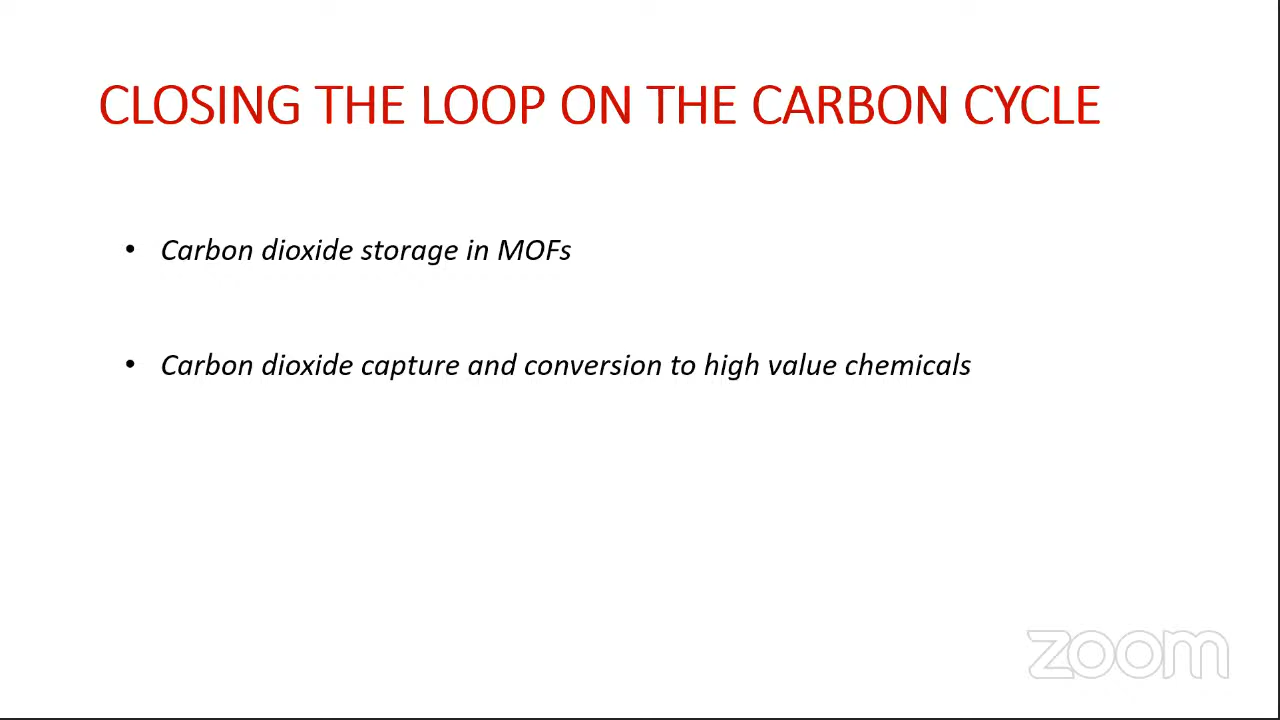 CLOSING THE LOOP ON THE CARBON CYCLE
• Carbon dioxide storage in MOFs
• Carbon dioxide capture and conversion to high value chemicals
zoom